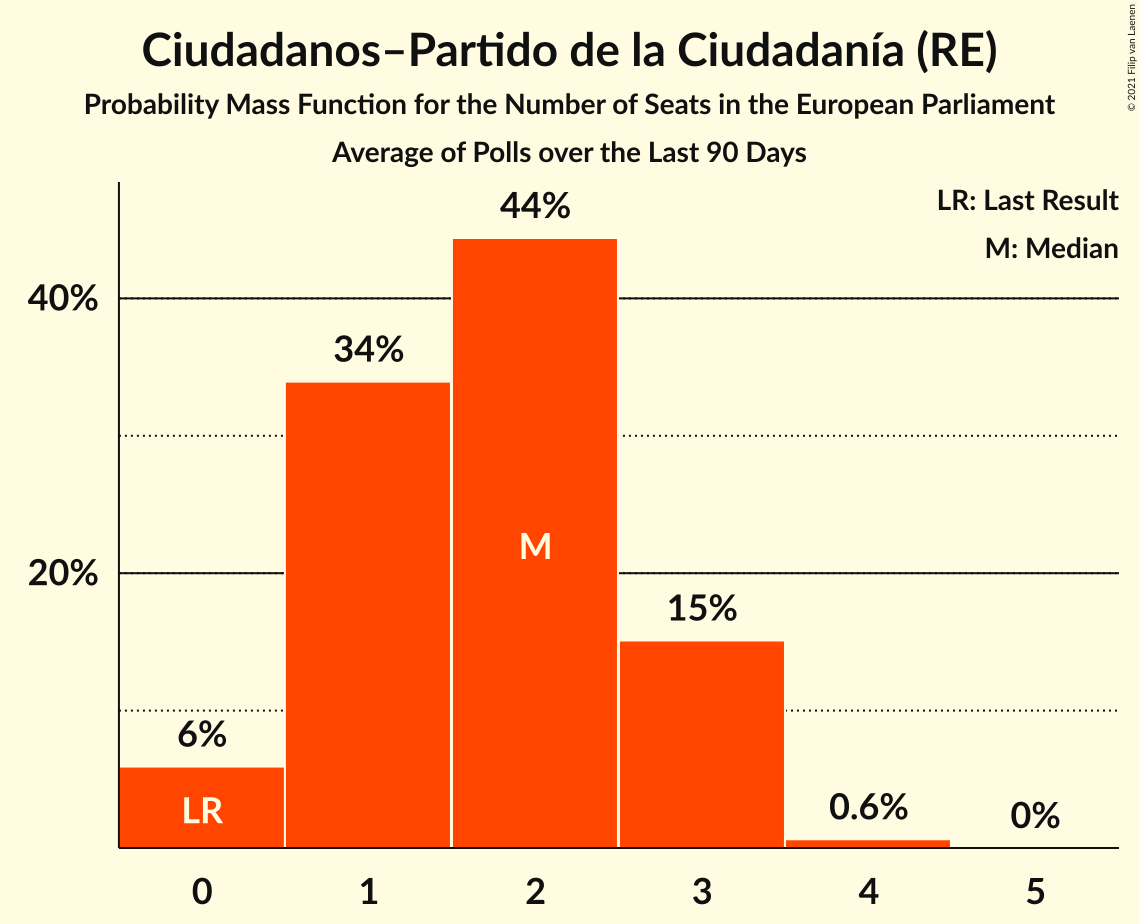 Ciudadanos–Partido de la Ciudadanía (RE)
Probability Mass Function for the Number of Seats in the European Parliament
Average of Polls over the Last 90 Days
© 2021 Filip van Laenen
LR: Last Result
M: Median
44%
40%
34%
M
20%
15%
6%
LR
0.6%
0%
0 1 2 3 4 5